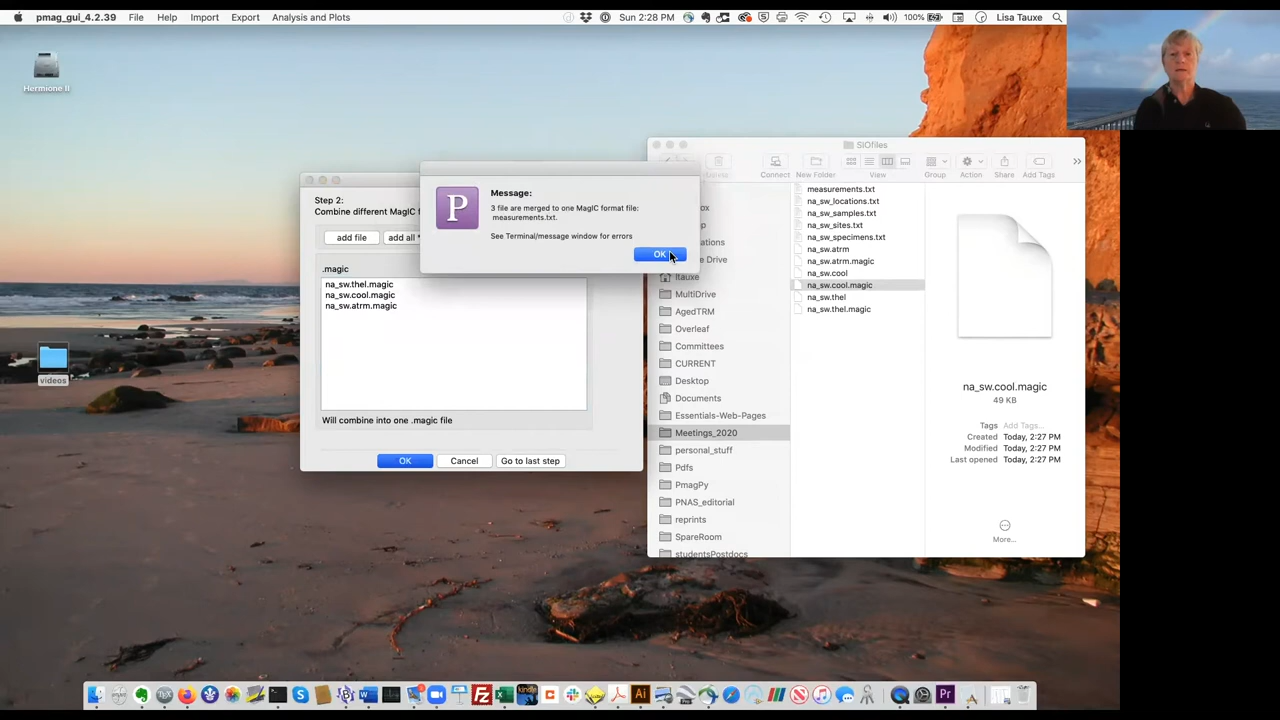 pmag_gui_4.2.39 File Help Import Export Analysis and Plots
Sun 2:28 PM 100% Lisa Tauxe
Hermione II
videos
SIOfiles
Connect New Folder View Group Action Share Add Tags
Message:
3 file are merged to one MagIC format file:
measurements.txt.
See Terminal/message window for errors
OK
Step 2:
Combine different MagIC f
add file
add all *
.magic
na_sw.thel.magic
na_sw.cool.magic
na_sw.atrm.magic
Will combine into one .magic file
OK
Cancel
Go to last step
ltauxe
MultiDrive
AgedTRM
Overleaf
Committees
CURRENT
Desktop
Documents
Essentials-Web-Pages
Meetings_2020
personal_stuff
Pdfs
PmagPy
PNAS_editorial
reprints
SpareRoom
studentsPostdocs
measurements.txt
na_sw_locations.txt
na_sw_samples.txt
na_sw_sites.txt
na_sw_specimens.txt
na_sw.atrm
na_sw.atrm.magic
na_sw.cool
na_sw.cool.magic
na_sw.thel
na_sw.thel.magic
na_sw.cool.magic
49 KB
Tags Add Tags...
Created Today, 2:27 PM
Modified Today, 2:27 PM
Last opened Today, 2:27 PM
More...